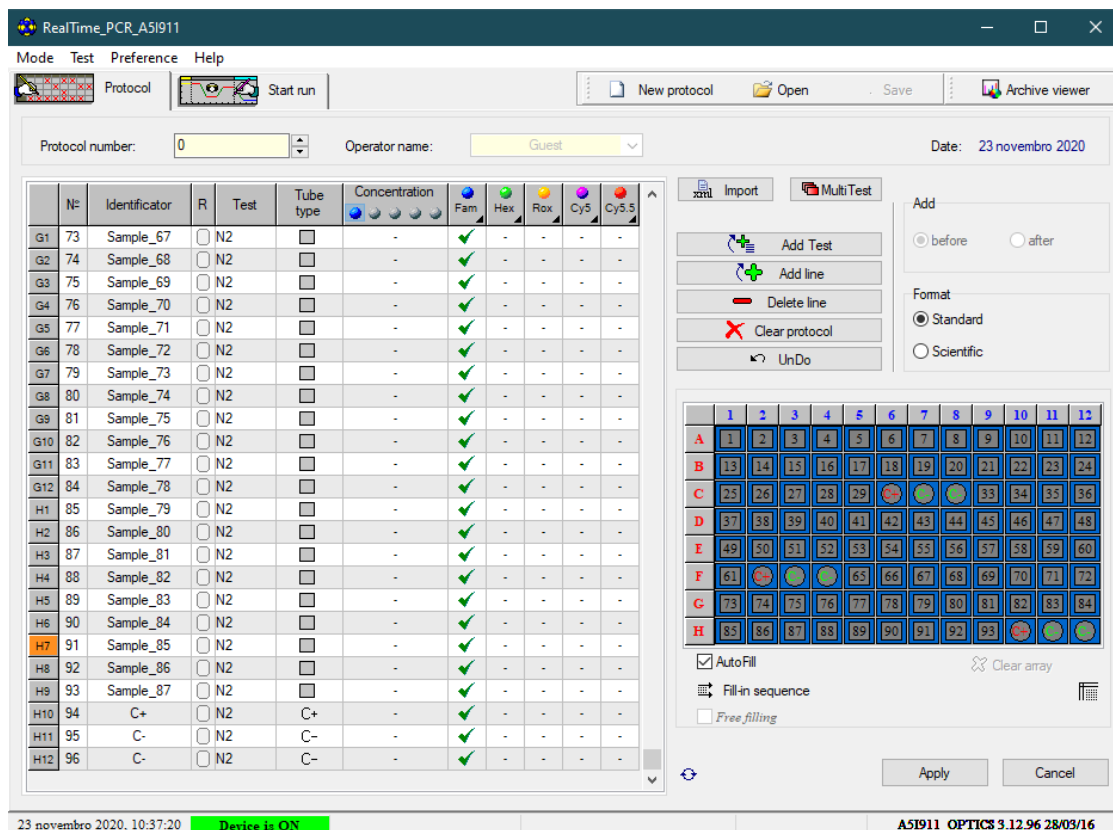 RealTime_PCR_A5I911
Mode Test Preference Help
Protocol Start run New protocol Open Save Archive viewer
Protocol number: 0 Operator name: Guest Date: 23 novembro 2020
№ Identificator R Test Tube type Concentration Fam Hex Rox Cy5 Cy5.5
G1 73 Sample_67 N2 - - - - -
G2 74 Sample_68 N2 - - - - -
G3 75 Sample_69 N2 - - - - -
G4 76 Sample_70 N2 - - - - -
G5 77 Sample_71 N2 - - - - -
G6 78 Sample_72 N2 - - - - -
G7 79 Sample_73 N2 - - - - -
G8 80 Sample_74 N2 - - - - -
G9 81 Sample_75 N2 - - - - -
G10 82 Sample_76 N2 - - - - -
G11 83 Sample_77 N2 - - - - -
G12 84 Sample_78 N2 - - - - -
H1 85 Sample_79 N2 - - - - -
H2 86 Sample_80 N2 - - - - -
H3 87 Sample_81 N2 - - - - -
H4 88 Sample_82 N2 - - - - -
H5 89 Sample_83 N2 - - - - -
H6 90 Sample_84 N2 - - - - -
H7 91 Sample_85 N2 - - - - -
H8 92 Sample_86 N2 - - - - -
H9 93 Sample_87 N2 - - - - -
H10 94 C+ N2 C+ - - - - -
H11 95 C- N2 C- - - - - -
H12 96 C- N2 C- - - - - -
xml Import MultiTest
Add Test
Add line
Delete line
Clear protocol
UnDo
Add
before after
Format
Standard
Scientific
1 2 3 4 5 6 7 8 9 10 11 12
A 1 2 3 4 5 6 7 8 9 10 11 12
B 13 14 15 16 17 18 19 20 21 22 23 24
C 25 26 27 28 29 C+ C- C- 33 34 35 36
D 37 38 39 40 41 42 43 44 45 46 47 48
E 49 50 51 52 53 54 55 56 57 58 59 60
F 61 C+ C- C- 65 66 67 68 69 70 71 72
G 73 74 75 76 77 78 79 80 81 82 83 84
H 85 86 87 88 89 90 91 92 93 C+ C- C-
AutoFill Clear array
Fill-in sequence
Free filling
Apply Cancel
23 novembro 2020, 10:37:20 Device is ON A5I911_OPTICS 3.12.96 28/03/16